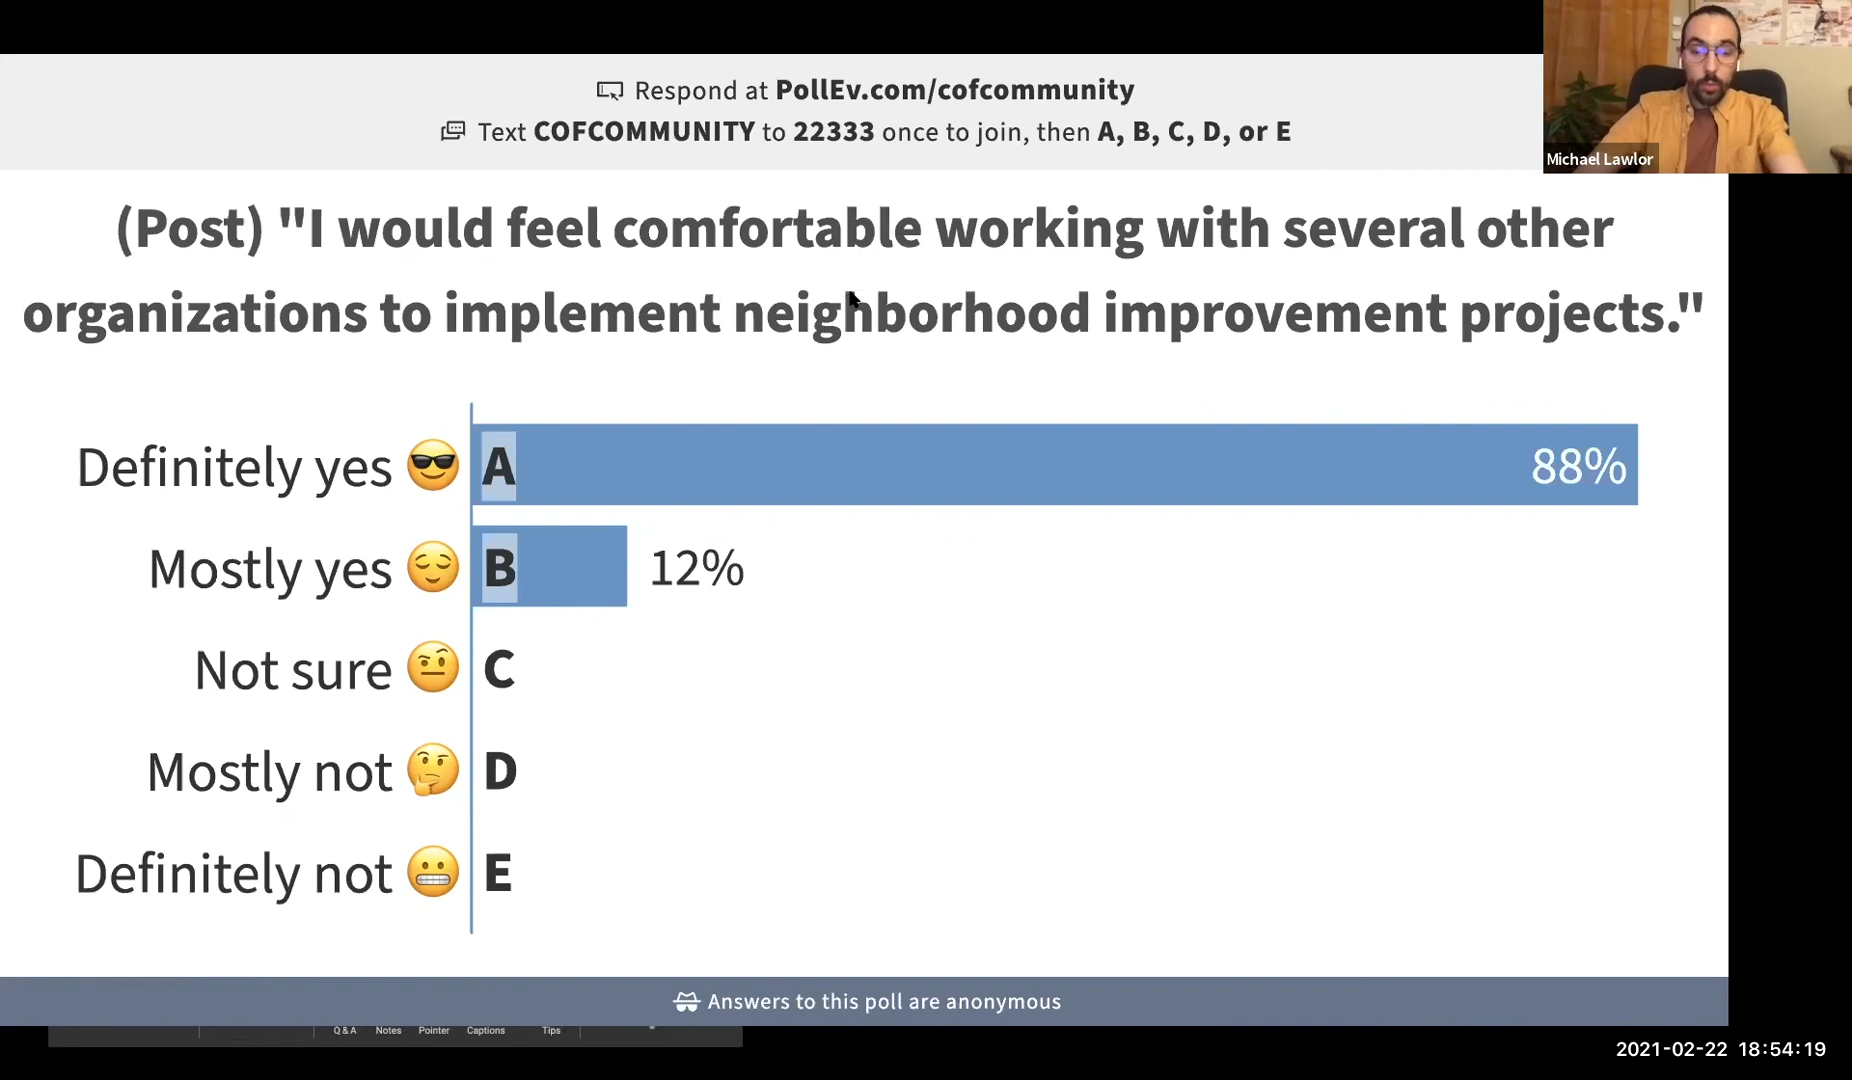 Respond at PollEv.com/cofcommunity
Text COFCOMMUNITY to 22333 once to join, then A, B, C, D, or E
Michael Lawlor
(Post) "I would feel comfortable working with several other
organizations to implement neighborhood improvement projects."
Definitely yes 😎 A 88%
Mostly yes 😌 B 12%
Not sure 🤨 C
Mostly not 🤔 D
Definitely not 😬 E
Answers to this poll are anonymous
Q & A Notes Pointer Captions Tips
2021-02-22 18:54:19